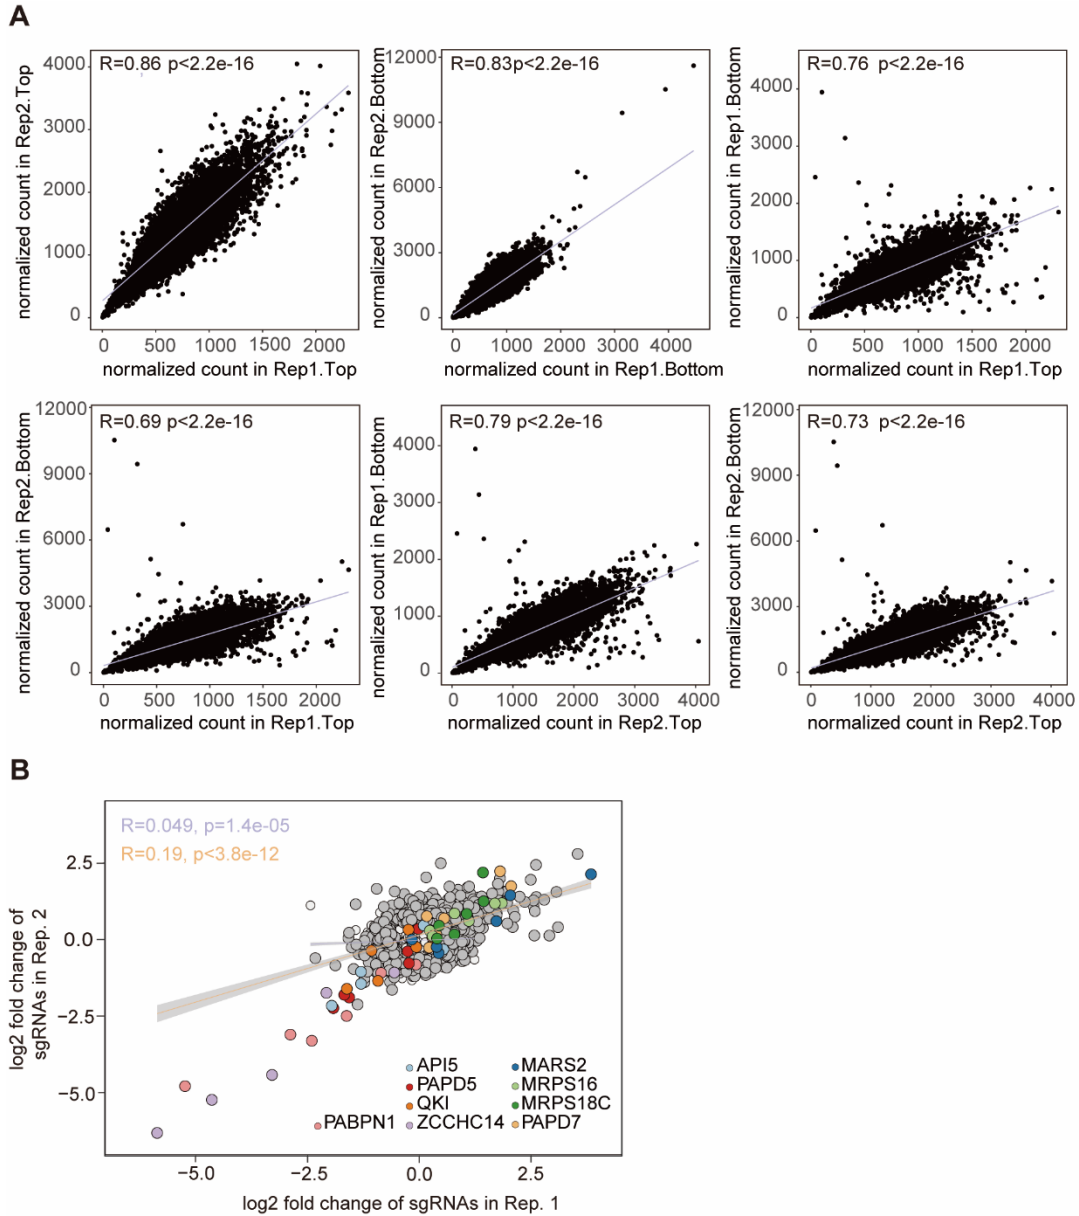 A
R=0.86 p<2.2e-16
normalized count in Rep2.Top
4000
3000
2000
1000
0
0 500 1000 1500 2000
normalized count in Rep1.Top
R=0.83p<2.2e-16
normalized count in Rep2.Bottom
12000
9000
6000
3000
0
0 1000 2000 3000 4000
normalized count in Rep1.Bottom
R=0.76 p<2.2e-16
normalized count in Rep1.Bottom
4000
3000
2000
1000
0
0 500 1000 1500 2000
normalized count in Rep1.Top
R=0.69 p<2.2e-16
normalized count in Rep2.Bottom
12000
9000
6000
3000
0
0 500 1000 1500 2000
normalized count in Rep1.Top
R=0.79 p<2.2e-16
normalized count in Rep1.Bottom
4000
3000
2000
1000
0
0 1000 2000 3000 4000
normalized count in Rep2.Top
R=0.73 p<2.2e-16
normalized count in Rep2.Bottom
12000
9000
6000
3000
0
0 1000 2000 3000 4000
normalized count in Rep2.Top
B
R=0.049, p=1.4e-05
R=0.19, p<3.8e-12
log2 fold change of
sgRNAs in Rep. 2
2.5
0.0
−2.5
−5.0
API5 MARS2
PAPD5 MRPS16
QKI MRPS18C
PABPN1 ZCCHC14 PAPD7
−5.0 −2.5 0.0 2.5
log2 fold change of sgRNAs in Rep. 1